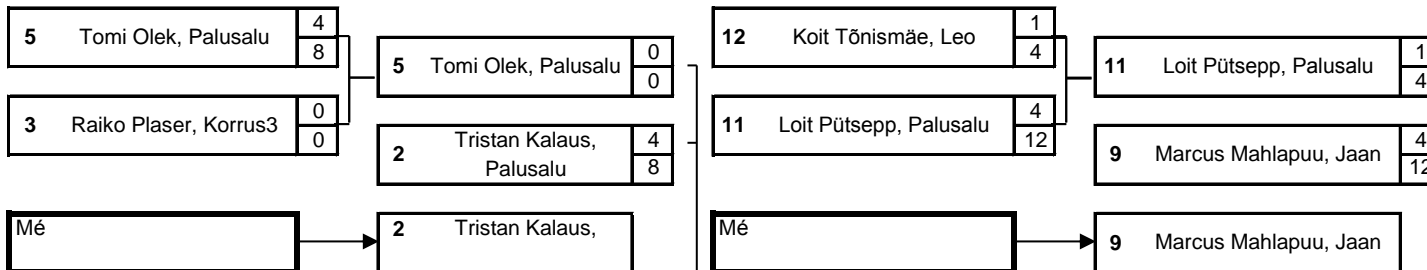 5 Tomi Olek, Palusalu 4
8
3 Raiko Plaser, Korrus3 0
0
5 Tomi Olek, Palusalu 0
0
2 Tristan Kalaus, 4
Palusalu 8
Mé
2 Tristan Kalaus,
12 Koit Tõnismäe, Leo 1
4
11 Loit Pütsepp, Palusalu 4
12
11 Loit Pütsepp, Palusalu 1
4
9 Marcus Mahlapuu, Jaan 4
12
Mé
9 Marcus Mahlapuu, Jaan